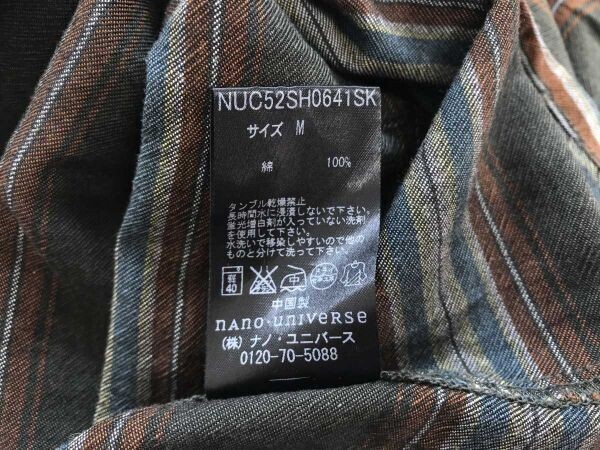 NUC52SH0641SK
サイズ M
綿 100%
タンブル乾燥禁止
長時間水に浸漬しないで下さい。
蛍光増白剤が入っていない洗剤
を使用して下さい。
水洗いで移染しやすいので他の
ものと分けて洗って下さい。
40 中
中国製
nano・universe
(株) ナノ・ユニバース
0120-70-5088